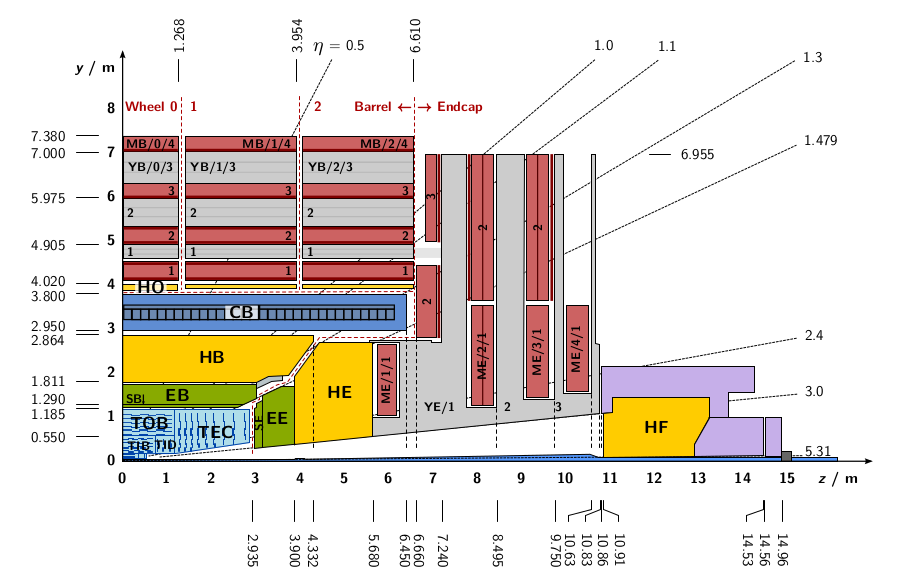 1.268
3.954
6.610
η = 0.5
1.0
1.1
1.3
y / m
8
Wheel 0 1 2 Barrel ← → Endcap
7.380
MB/0/4 MB/1/4 MB/2/4
1.479
7.000
7
6.955
YB/0/3 YB/1/3 YB/2/3
5.975
6
3 3 3 3
2 2 2
2 2
4.905
5
2 2 2
1 1 1
4.020
4
1 1 1
HO
3.800
CB
2
2.950
3
2.864
2.4
HB
ME/1/1 ME/2/1 ME/3/1 ME/4/1
1.811
2
3.0
EB
HE
1.290
SB
1.185
1
TOB TEC SE EE
YE/1 2 3
HF
0.550
TIB TID
5.31
0
0 1 2 3 4 5 6 7 8 9 10 11 12 13 14 15 z / m
2.935
3.900
4.332
5.680
6.450
6.660
7.240
8.495
9.750
10.63
10.83
10.86
10.91
14.53
14.56
14.96